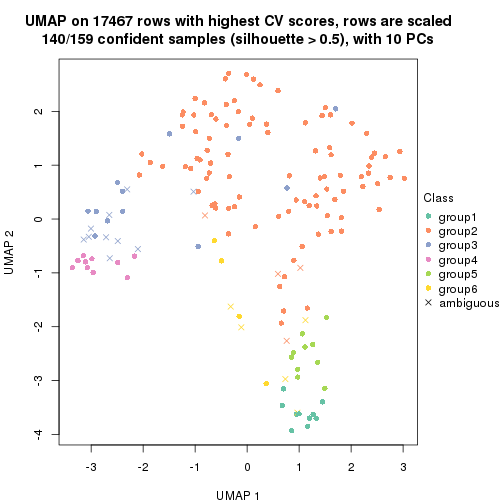 UMAP on 17467 rows with highest CV scores, rows are scaled
140/159 confident samples (silhouette > 0.5), with 10 PCs
2
1
0
-1
-2
-3
-4
UMAP 2
-3
-2
-1
0
1
2
3
UMAP 1
Class
group1
group2
group3
group4
group5
group6
ambiguous